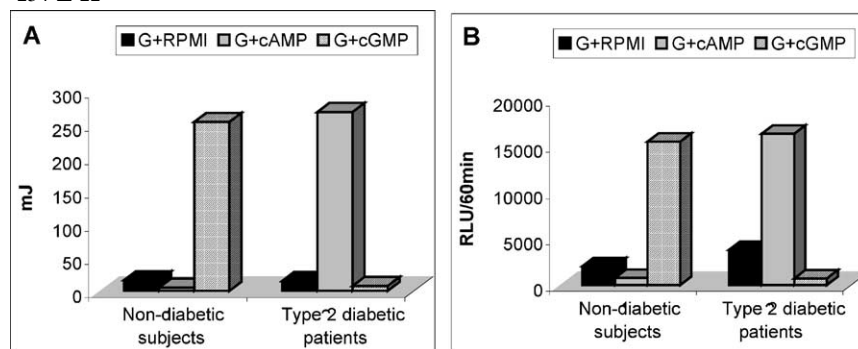 A
G+RPMI G+cAMP G+cGMP
300
250
200
150
100
50
0
mJ
Non-diabetic subjects
Type~2 diabetic patients
B
G+RPMI G+cAMP G+cGMP
20000
15000
10000
5000
0
RLU/60min
Non-diabetic subjects
Type~2 diabetic patients